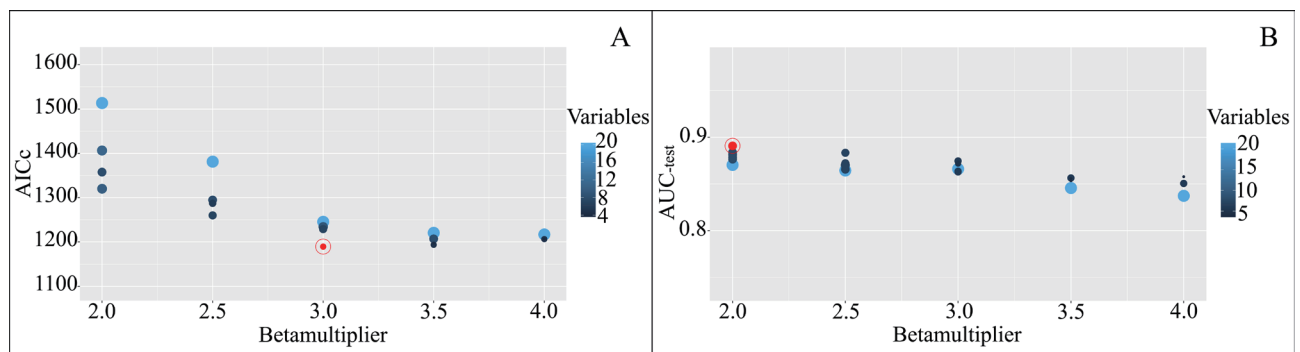 A
1600
1500
1400
1300
1200
1100
AICc
2.0 2.5 3.0 3.5 4.0
Betamultiplier
Variables
20
16
12
8
4
B
0.9
0.8
AUC-test
2.0 2.5 3.0 3.5 4.0
Betamultiplier
Variables
20
15
10
5